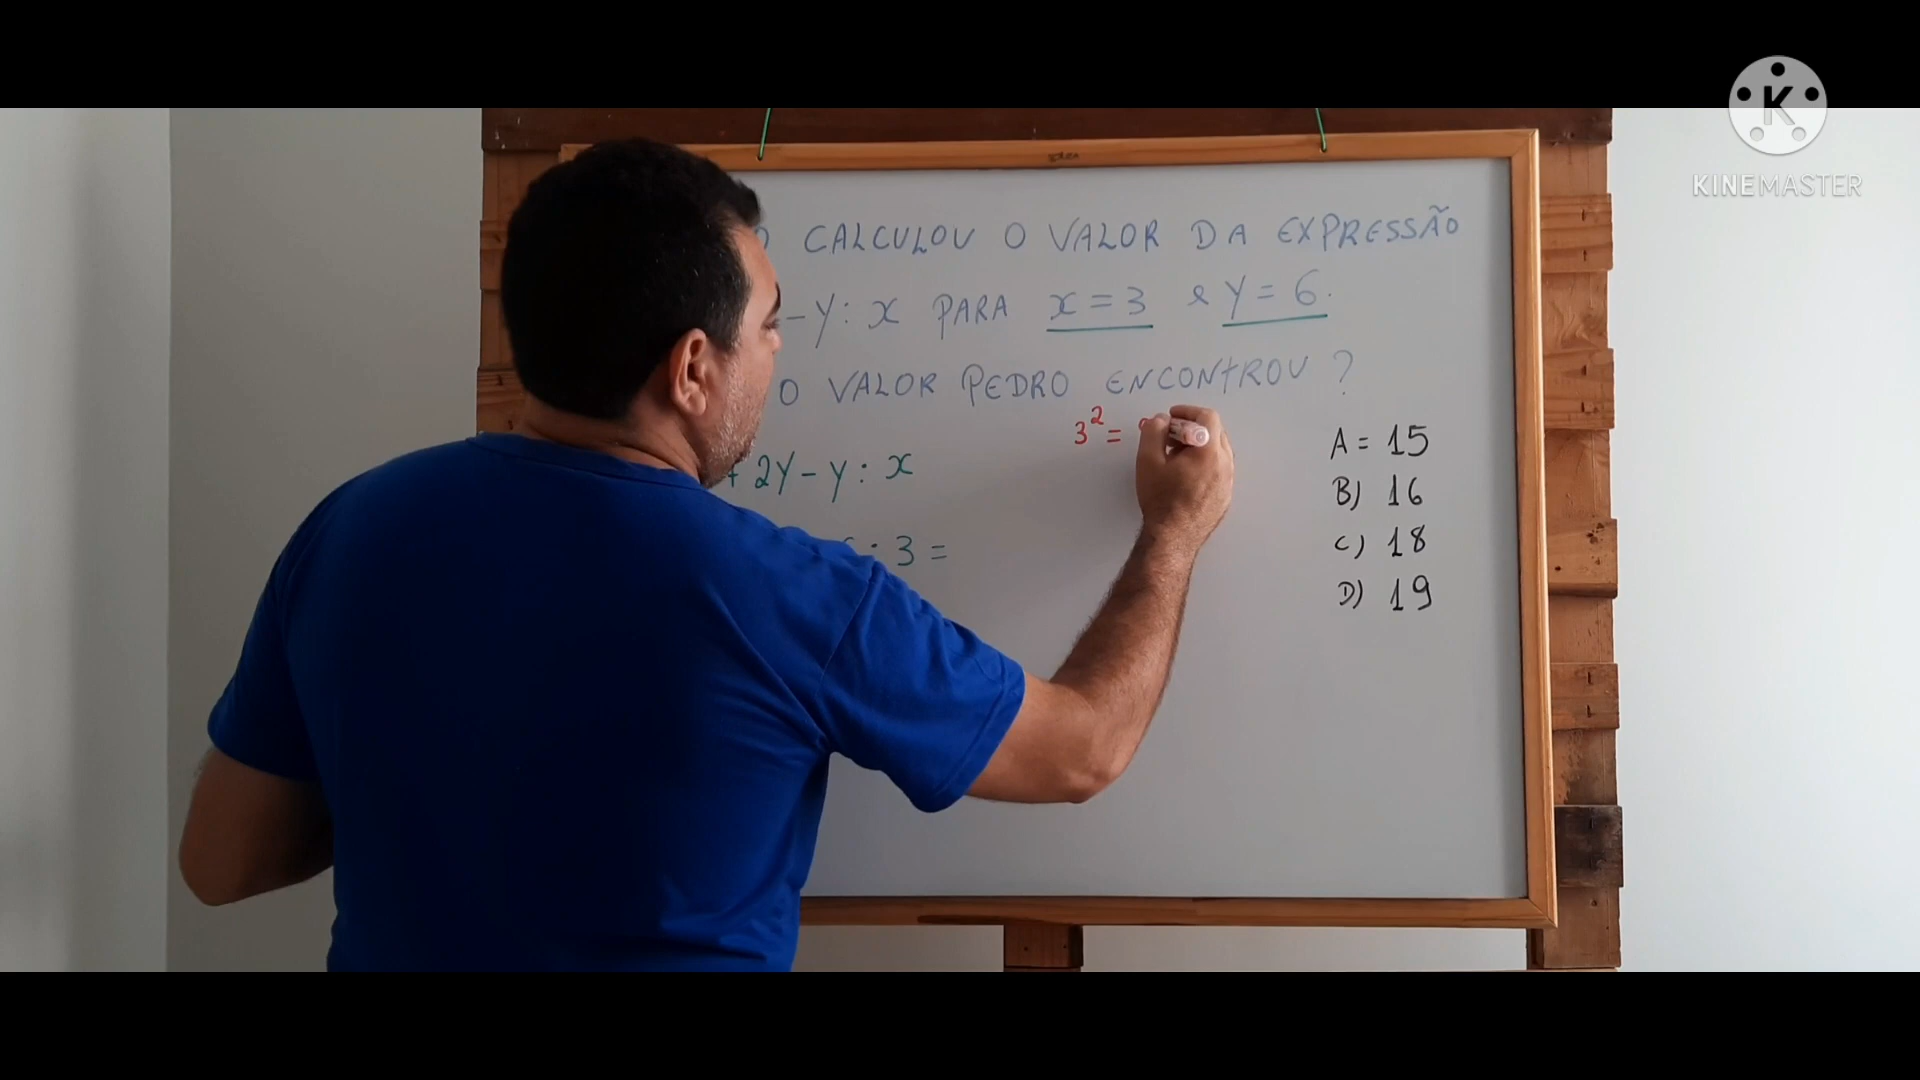 CALCULOU O VALOR DA EXPRESSÃO
- Y : x PARA x = 3 & Y = 6.
O VALOR PEDRO ENCONTROU ?
3² =
+ 2Y - Y : x
: 3 =
A = 15
B) 16
C) 18
D) 19
K
KINEMASTER